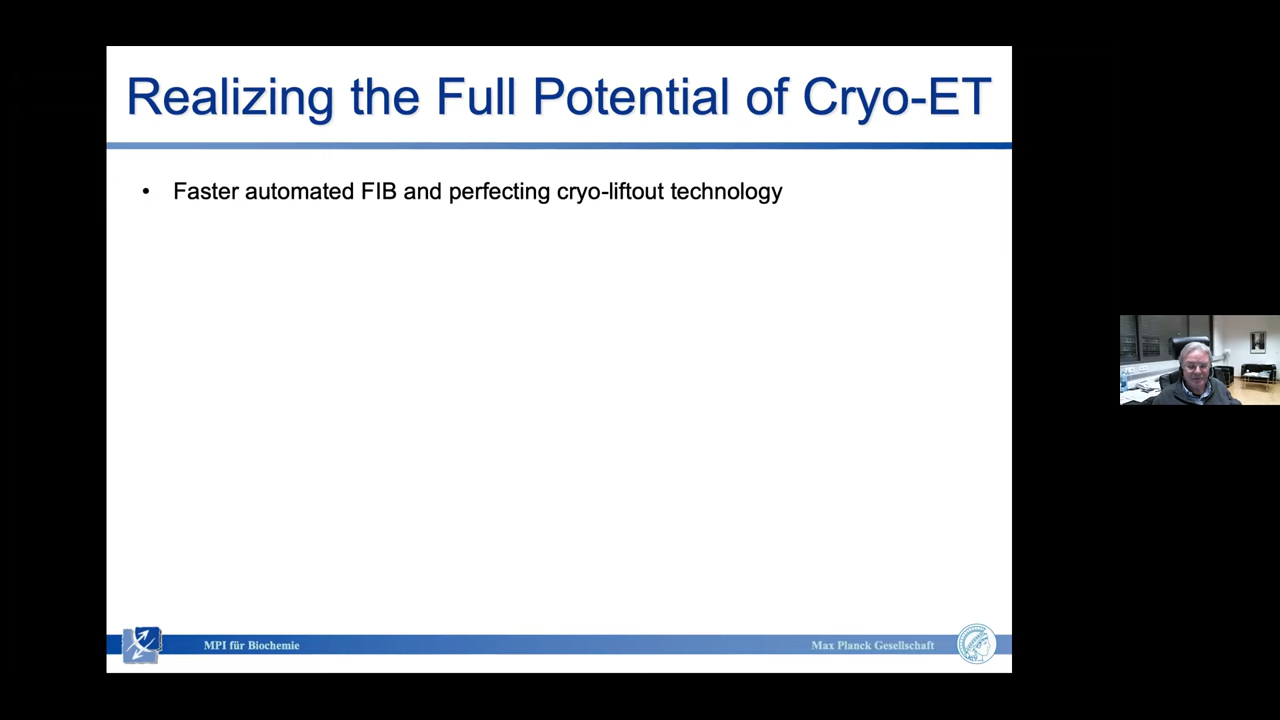 Realizing the Full Potential of Cryo-ET
• Faster automated FIB and perfecting cryo-liftout technology
MPI für Biochemie
Max Planck Gesellschaft